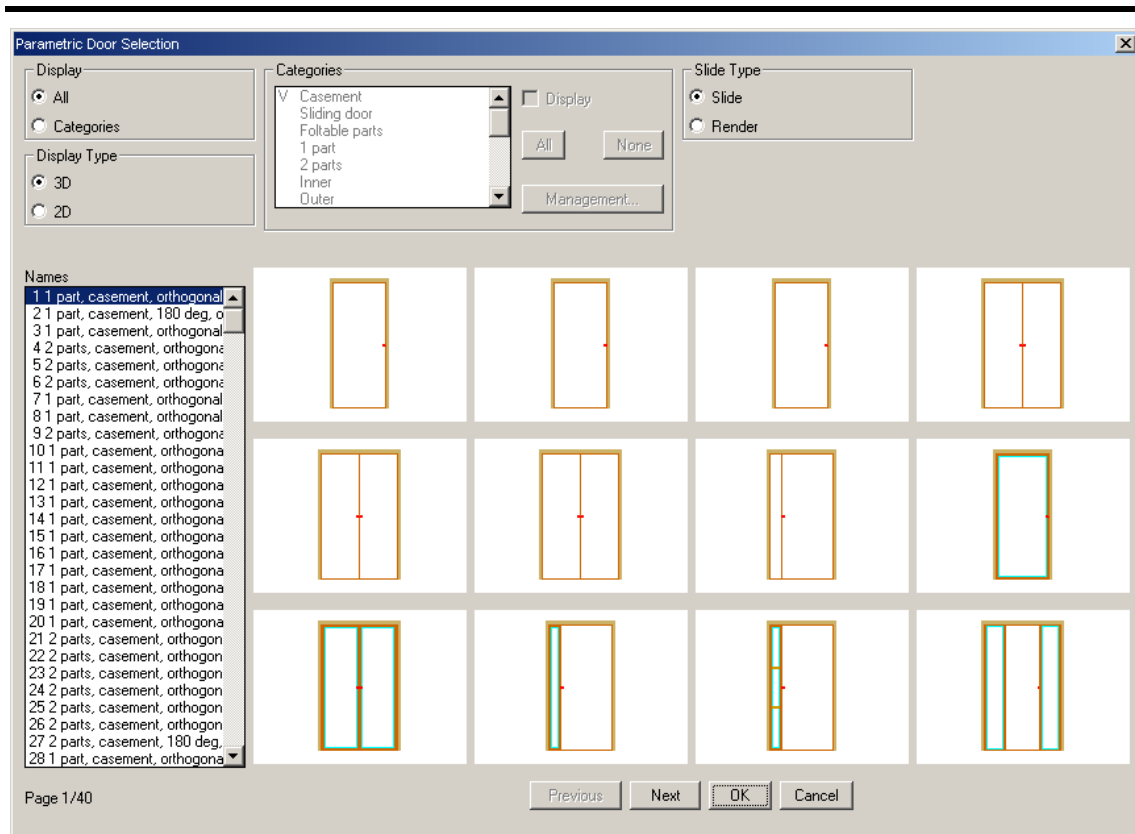 Parametric Door Selection
Display
All
Categories
Display Type
3D
2D
Categories
V Casement
Sliding door
Foltable parts
1 part
2 parts
Inner
Outer
Display
All None
Management...
Slide Type
Slide
Render
Names
1 1 part, casement, orthogonal
2 1 part, casement, 180 deg, o
3 1 part, casement, orthogonal
4 2 parts, casement, orthogona
5 2 parts, casement, orthogona
6 2 parts, casement, orthogona
7 1 part, casement, orthogonal
8 1 part, casement, orthogonal
9 2 parts, casement, orthogona
10 1 part, casement, orthogona
11 1 part, casement, orthogona
12 1 part, casement, orthogona
13 1 part, casement, orthogona
14 1 part, casement, orthogona
15 1 part, casement, orthogona
16 1 part, casement, orthogona
17 1 part, casement, orthogona
18 1 part, casement, orthogona
19 1 part, casement, orthogona
20 1 part, casement, orthogona
21 2 parts, casement, orthogon
22 2 parts, casement, orthogon
23 2 parts, casement, orthogon
24 2 parts, casement, orthogon
25 2 parts, casement, orthogon
26 2 parts, casement, orthogon
27 2 parts, casement, 180 deg,
28 1 part, casement, orthogona
Page 1/40
Previous Next OK Cancel